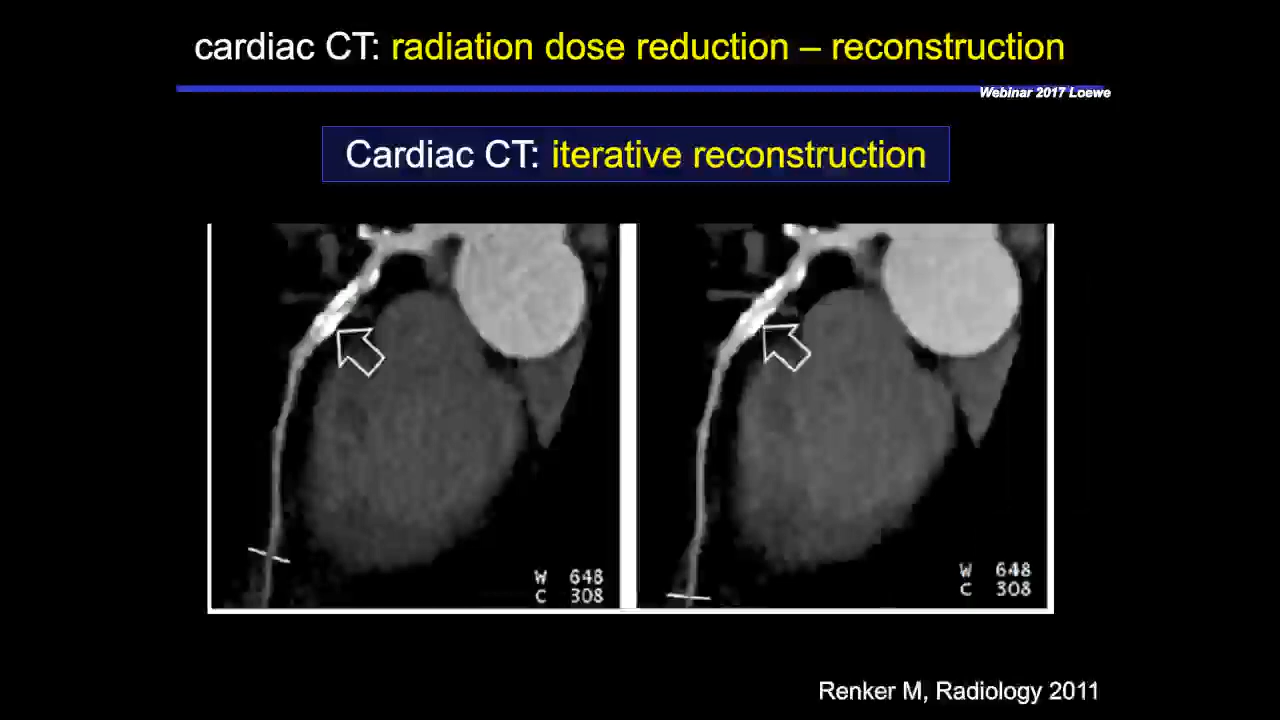 cardiac CT: radiation dose reduction – reconstruction
Webinar 2017 Loewe
Cardiac CT: iterative reconstruction
W 648
C 308
W 648
C 308
Renker M, Radiology 2011